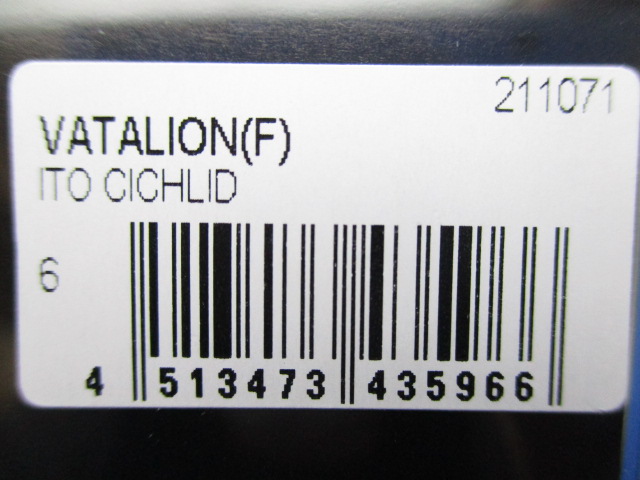 211071
VATALION(F)
ITO CICHLID
6
4 513473 435966